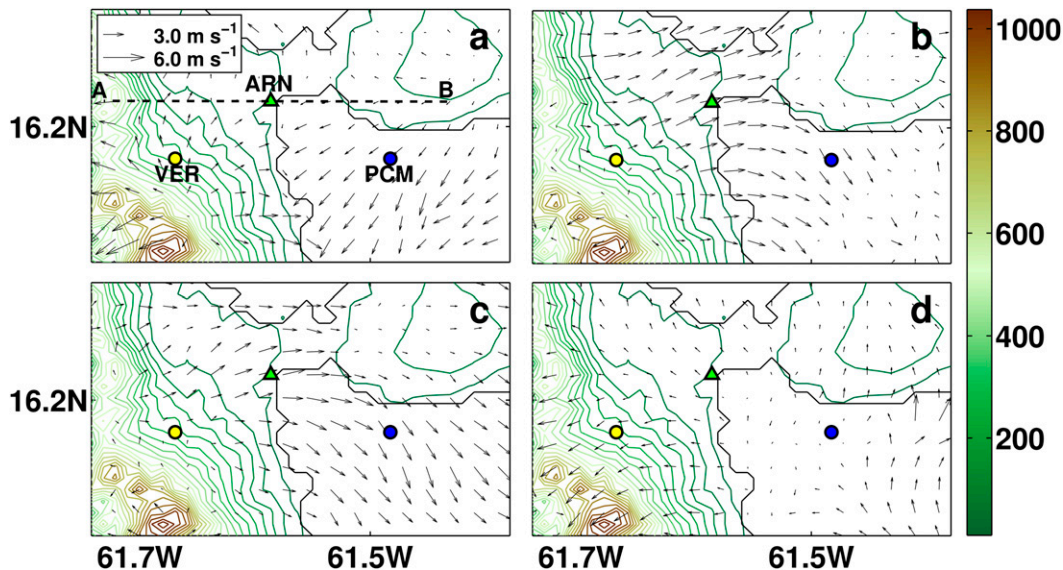 3.0 m s⁻¹
6.0 m s⁻¹
a
b
A
ARN
B
VER
PCM
16.2N
c
d
16.2N
61.7W
61.5W
61.7W
61.5W
1000
800
600
400
200